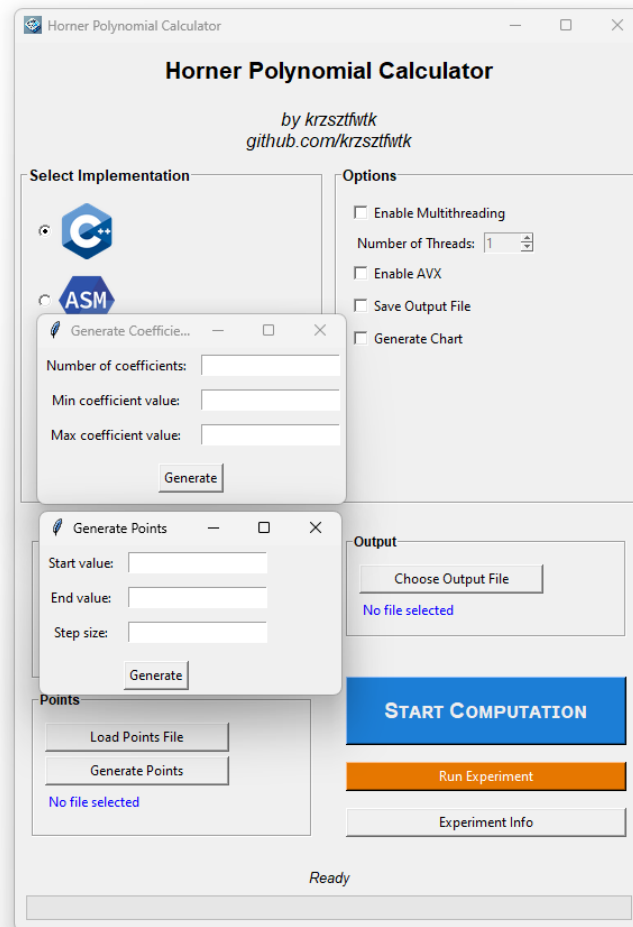 Horner Polynomial Calculator
Horner Polynomial Calculator
by krzsztfwtk
github.com/krzsztfwtk
Select Implementation
C++
ASM
Options
Enable Multithreading
Number of Threads: 1
Enable AVX
Save Output File
Generate Chart
Generate Coefficie...
Number of coefficients:
Min coefficient value:
Max coefficient value:
Generate
Generate Points
Start value:
End value:
Step size:
Generate
Output
Choose Output File
No file selected
Points
Load Points File
Generate Points
No file selected
START COMPUTATION
Run Experiment
Experiment Info
Ready